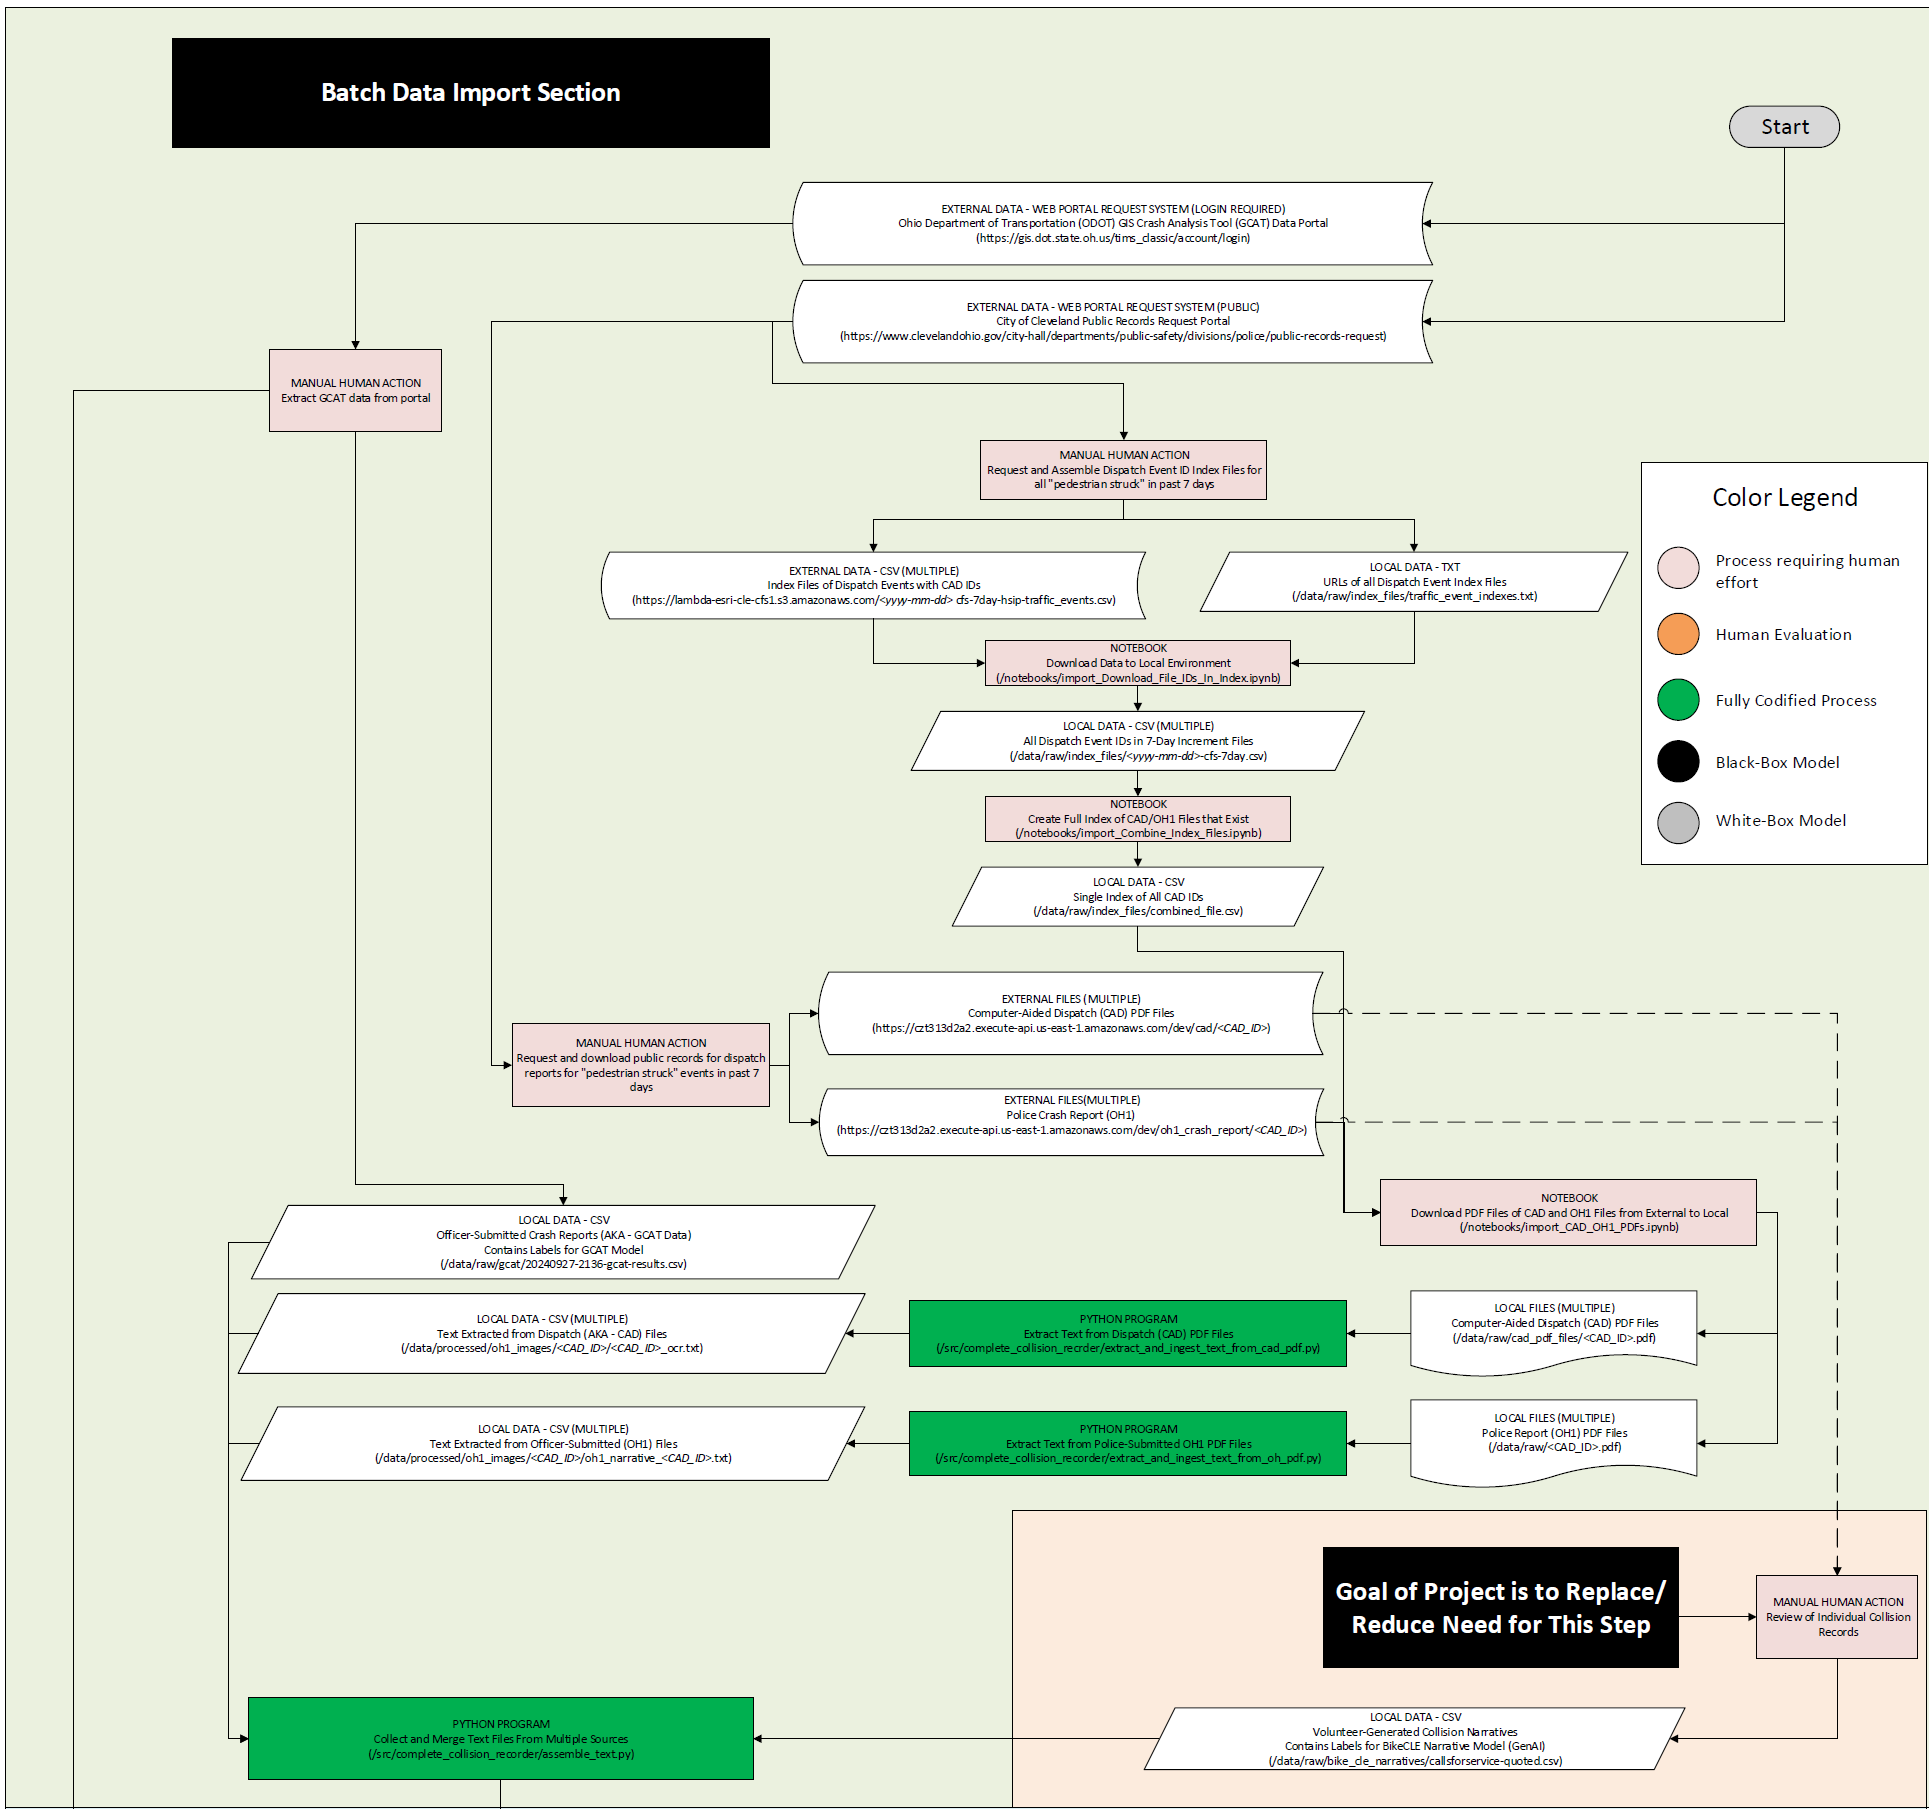 Batch Data Import Section
Start
EXTERNAL DATA - WEB PORTAL REQUEST SYSTEM (LOGIN REQUIRED)
Ohio Department of Transportation (ODOT) GIS Crash Analysis Tool (GCAT) Data Portal
(https://gis.dot.state.oh.us/tims_classic/account/login)
EXTERNAL DATA - WEB PORTAL REQUEST SYSTEM (PUBLIC)
City of Cleveland Public Records Request Portal
(https://www.clevelandohio.gov/city-hall/departments/public-safety/divisions/police/public-records-request)
MANUAL HUMAN ACTION
Extract GCAT data from portal
MANUAL HUMAN ACTION
Request and Assemble Dispatch Event ID Index Files for
all "pedestrian struck" in past 7 days
Color Legend
Process requiring human
effort
Human Evaluation
Fully Codified Process
Black-Box Model
White-Box Model
EXTERNAL DATA - CSV (MULTIPLE)
Index Files of Dispatch Events with CAD IDs
(https://lambda-esri-cle-cfs1.s3.amazonaws.com/<yyyy-mm-dd> cfs-7day-hsip-traffic_events.csv)
LOCAL DATA - TXT
URLs of all Dispatch Event Index Files
(/data/raw/index_files/traffic_event_indexes.txt)
NOTEBOOK
Download Data to Local Environment
(/notebooks/import_Download_File_IDs_In_Index.ipynb)
LOCAL DATA - CSV (MULTIPLE)
All Dispatch Event IDs in 7-Day Increment Files
(/data/raw/index_files/<yyyy-mm-dd>-cfs-7day.csv)
NOTEBOOK
Create Full Index of CAD/OH1 Files that Exist
(/notebooks/import_Combine_Index_Files.ipynb)
LOCAL DATA - CSV
Single Index of All CAD IDs
(/data/raw/index_files/combined_file.csv)
EXTERNAL FILES (MULTIPLE)
Computer-Aided Dispatch (CAD) PDF Files
(https://czt313d2a2.execute-api.us-east-1.amazonaws.com/dev/cad/<CAD_ID>)
MANUAL HUMAN ACTION
Request and download public records for dispatch
reports for "pedestrian struck" events in past 7
days
EXTERNAL FILES(MULTIPLE)
Police Crash Report (OH1)
(https://czt313d2a2.execute-api.us-east-1.amazonaws.com/dev/oh1_crash_report/<CAD_ID>)
NOTEBOOK
Download PDF Files of CAD and OH1 Files from External to Local
(/notebooks/import_CAD_OH1_PDFs.ipynb)
LOCAL DATA - CSV
Officer-Submitted Crash Reports (AKA - GCAT Data)
Contains Labels for GCAT Model
(/data/raw/gcat/20240927-2136-gcat-results.csv)
LOCAL DATA - CSV (MULTIPLE)
Text Extracted from Dispatch (AKA - CAD) Files
(/data/processed/oh1_images/<CAD_ID>/<CAD_ID>_ocr.txt)
PYTHON PROGRAM
Extract Text from Dispatch (CAD) PDF Files
(/src/complete_collision_recrder/extract_and_ingest_text_from_cad_pdf.py)
LOCAL FILES (MULTIPLE)
Computer-Aided Dispatch (CAD) PDF Files
(/data/raw/cad_pdf_files/<CAD_ID>.pdf)
LOCAL DATA - CSV (MULTIPLE)
Text Extracted from Officer-Submitted (OH1) Files
(/data/processed/oh1_images/<CAD_ID>/oh1_narrative_<CAD_ID>.txt)
PYTHON PROGRAM
Extract Text from Police-Submitted OH1 PDF Files
(/src/complete_collision_recorder/extract_and_ingest_text_from_oh_pdf.py)
LOCAL FILES (MULTIPLE)
Police Report (OH1) PDF Files
(/data/raw/<CAD_ID>.pdf)
Goal of Project is to Replace/
Reduce Need for This Step
MANUAL HUMAN ACTION
Review of Individual Collision
Records
PYTHON PROGRAM
Collect and Merge Text Files From Multiple Sources
(/src/complete_collision_recorder/assemble_text.py)
LOCAL DATA - CSV
Volunteer-Generated Collision Narratives
Contains Labels for BikeCLE Narrative Model (GenAI)
(/data/raw/bike_cle_narratives/callsforservice-quoted.csv)